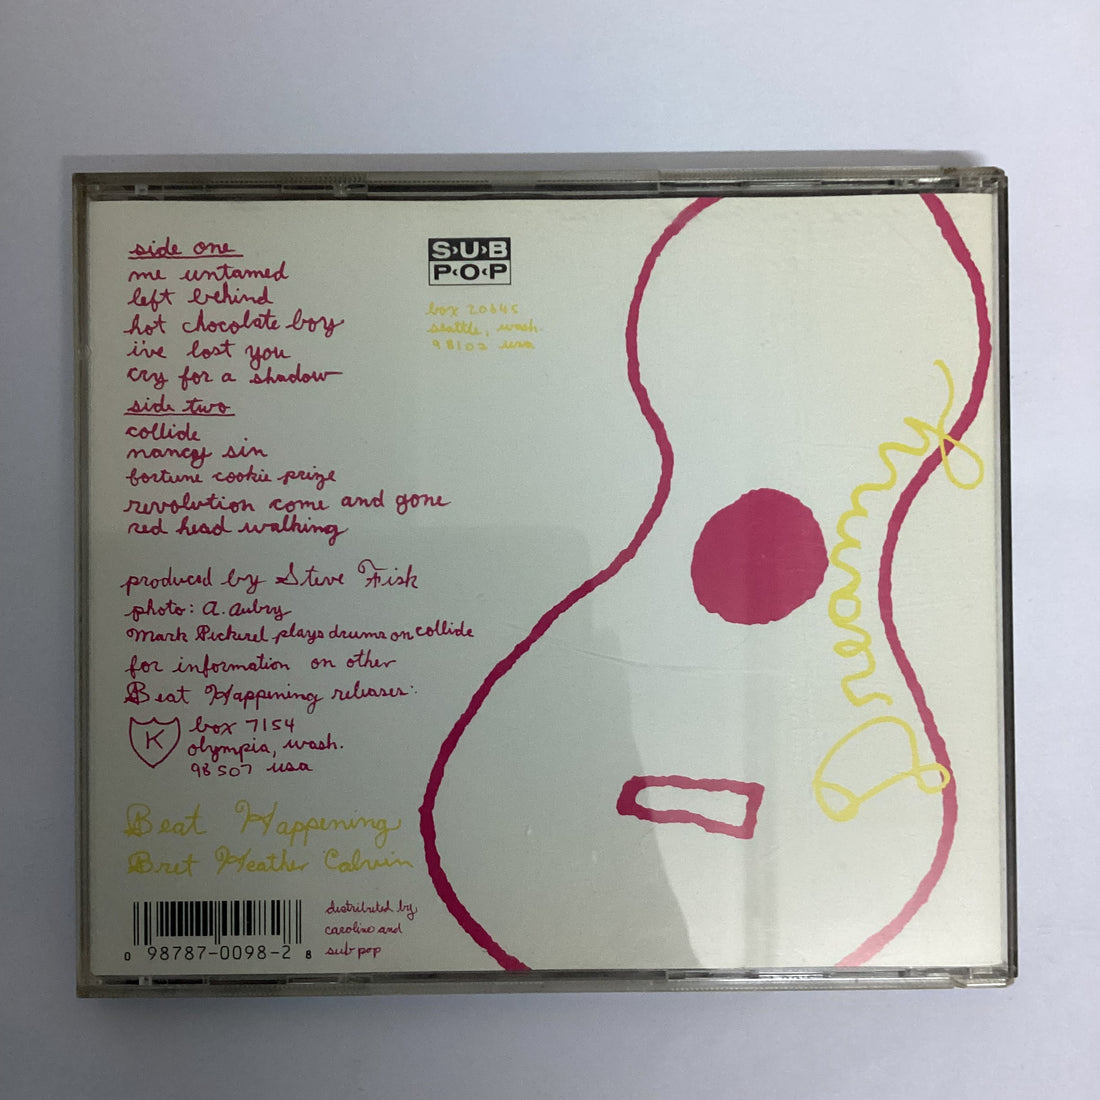 side one
me untamed
left behind
hot chocolate boy
i've lost you
cry for a shadow
side two
collide
nancy sin
fortune cookie prize
revolution come and gone
red head walking
produced by Steve Fisk
photo: A. Aubry
Mark Pickerel plays drums on collide
for information on other
Beat Happening releases:
K
box 7154
olympia, wash.
98507 usa
Beat Happening
Bret Heather Calvin
0 98787-0098-2 8
distributed by
caroline and
sub pop
SUB
POP
box 20645
seattle, wash.
98102 usa
Dreamy